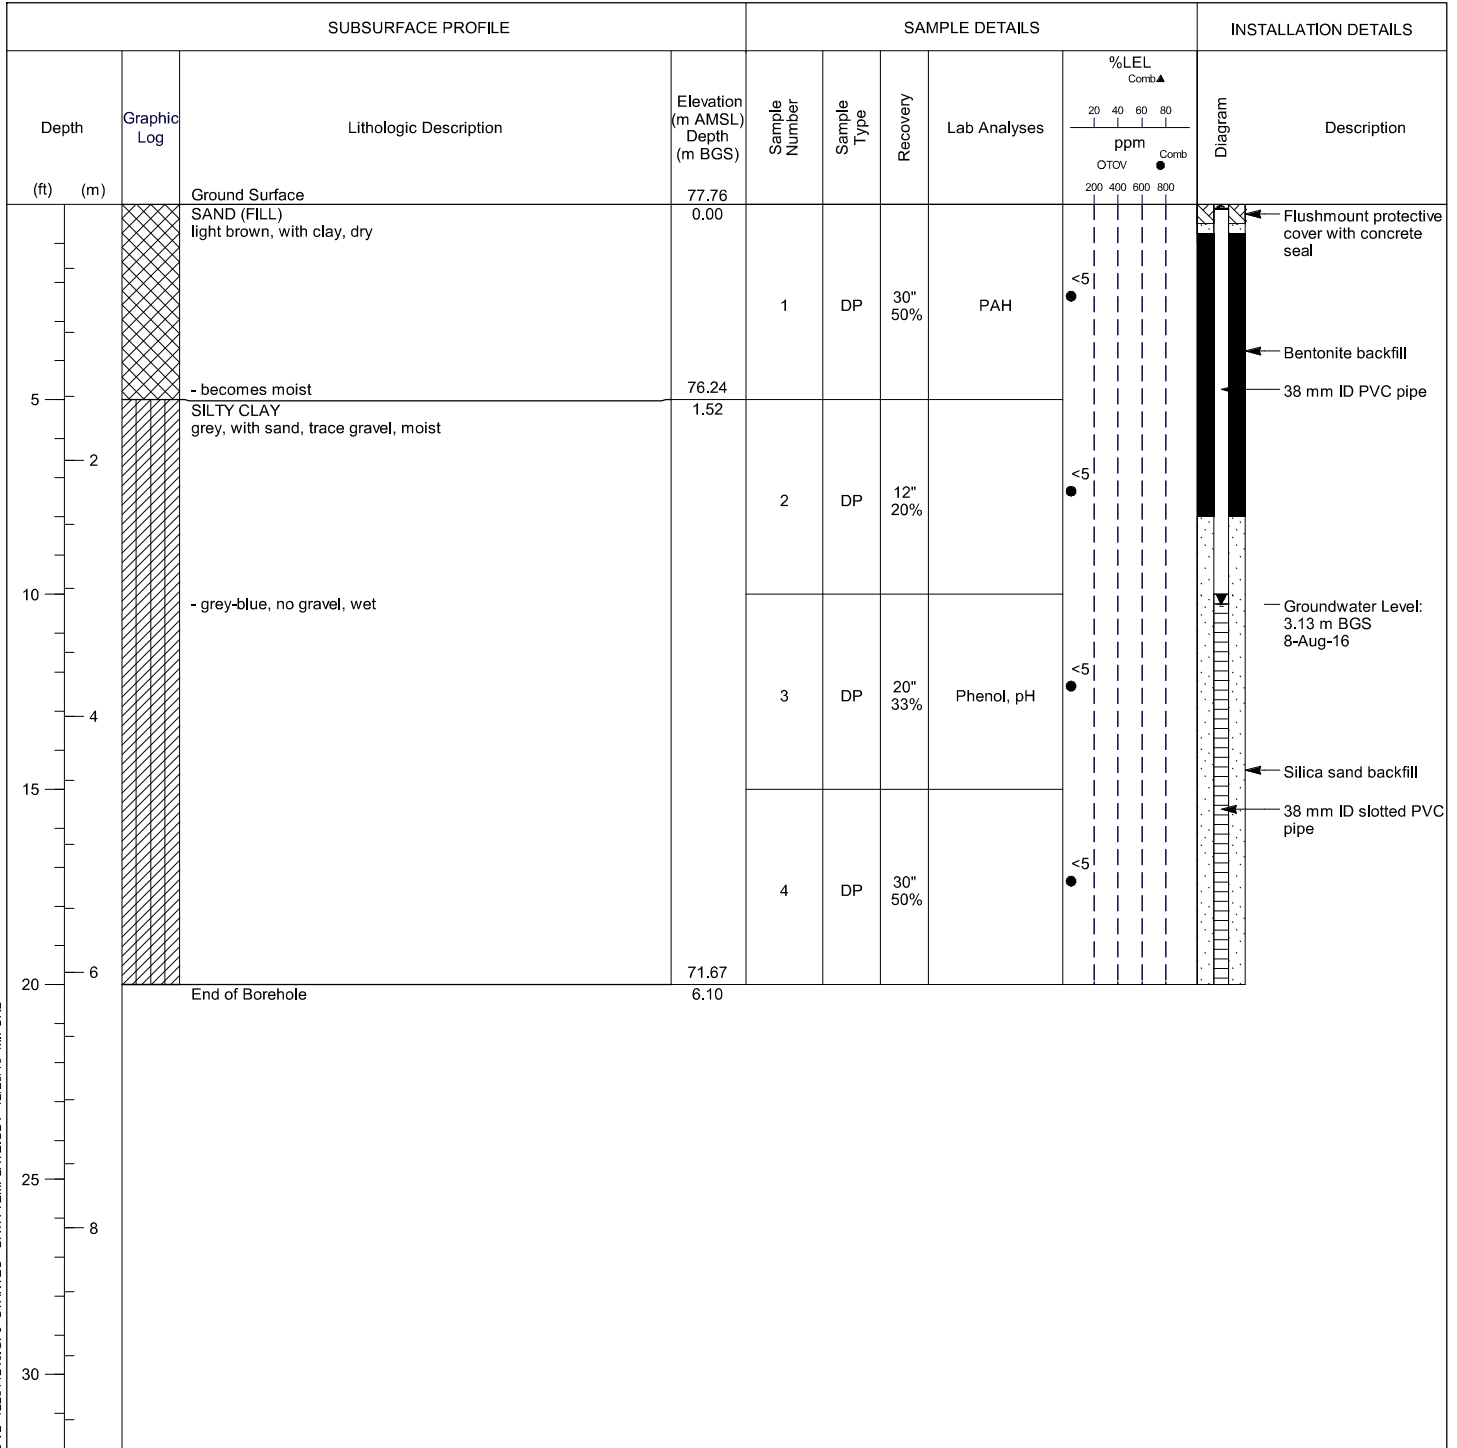 SUBSURFACE PROFILE
SAMPLE DETAILS
INSTALLATION DETAILS
Depth
(ft) (m)
Graphic
Log
Lithologic Description
Elevation
(m AMSL)
Depth
(m BGS)
Sample
Number
Sample
Type
Recovery
Lab Analyses
%LEL
Comb▲
20 40 60 80
ppm
OTOV ● Comb
200 400 600 800
Diagram
Description
Ground Surface 77.76
SAND (FILL) 0.00
light brown, with clay, dry
Flushmount protective
cover with concrete
seal
<5
1 DP 30" PAH
50%
Bentonite backfill
- becomes moist 76.24
38 mm ID PVC pipe
5
SILTY CLAY 1.52
grey, with sand, trace gravel, moist
2
<5
2 DP 12"
20%
10
- grey-blue, no gravel, wet
Groundwater Level:
3.13 m BGS
8-Aug-16
<5
3 DP 20" Phenol, pH
33%
4
Silica sand backfill
15
38 mm ID slotted PVC
pipe
<5
4 DP 30"
50%
6
71.67
20
End of Borehole 6.10
25
8
30